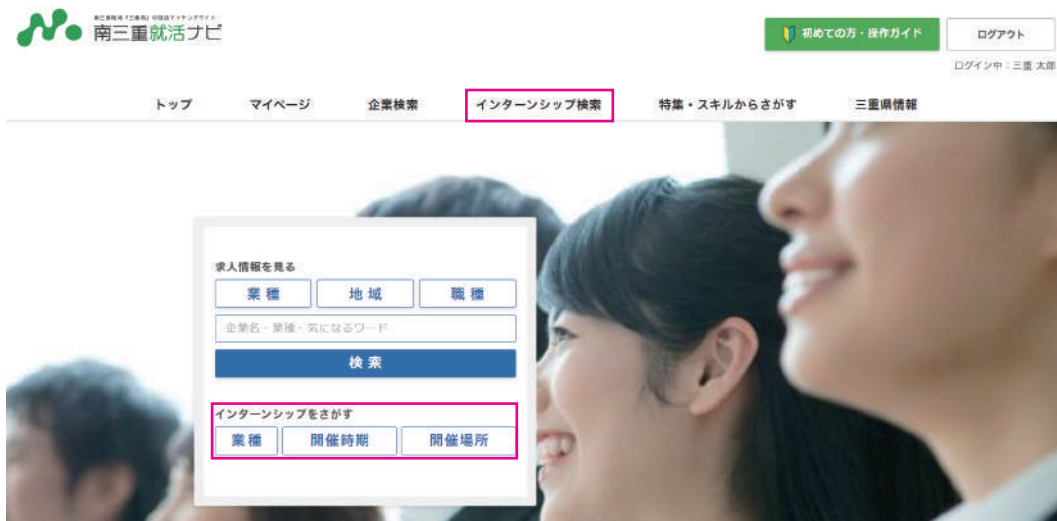 南三重就活ナビ
初めての方・操作ガイド
ログアウト
ログイン中：三重 太郎
トップ
マイページ
企業検索
インターンシップ検索
特集・スキルからさがす
三重県情報
求人情報を見る
業種
地域
職種
企業名・業種・気になるワード
検索
インターンシップをさがす
業種
開催時期
開催場所